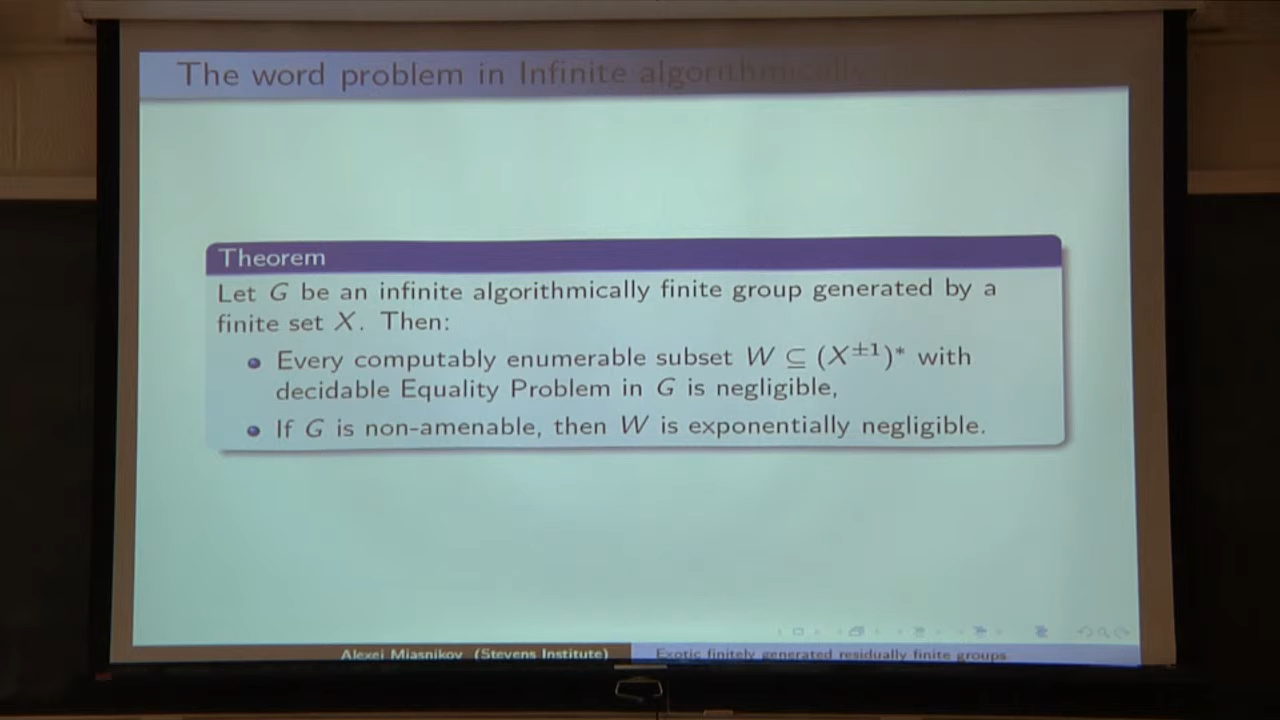 The word problem in Infinite algorithmically
Theorem
Let G be an infinite algorithmically finite group generated by a
finite set X. Then:
Every computably enumerable subset W ⊆ (X±1)* with
decidable Equality Problem in G is negligible,
If G is non-amenable, then W is exponentially negligible.
Alexei Miasnikov (Stevens Institute)
Exotic finitely generated residually finite groups